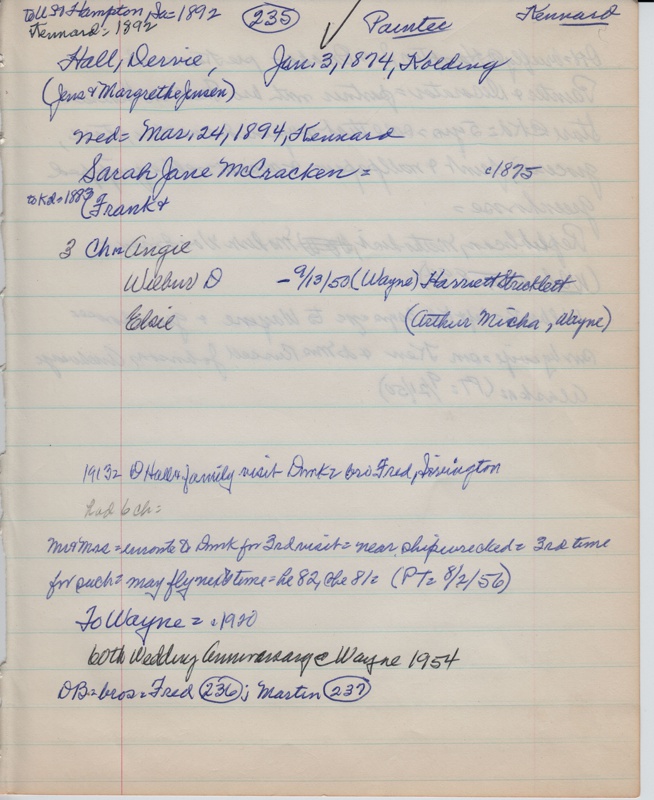 to U.S. Hampton, Ia = 1892 235 Painter Kennard
Kennard = 1892
Hall, Dervie, Jan. 3, 1874, Kolding
(Jens & Margrethe Jensen)
wed = Mar. 24, 1894, Kennard
Sarah Jane McCracken = c1875
to Kd = 1883
(Frank &
3 Chn Angie
Wilbur D - 9/13/50 (Wayne) Harriett Stricklett
Elsie (Arthur Micha, Wayne)
1913 = D Hall & family visit Dmk = bro Fred, Irvington
had 6 ch =
Mr & Mrs = enroute to Dmk for 3rd visit = near shipwrecked = 3rd time
for such = may fly next time = he 82, she 81 = (PT = 8/2/56)
To Wayne = c1920
60th Wedding Anniversary @ Wayne 1954
DB = bros = Fred 236; Martin 237